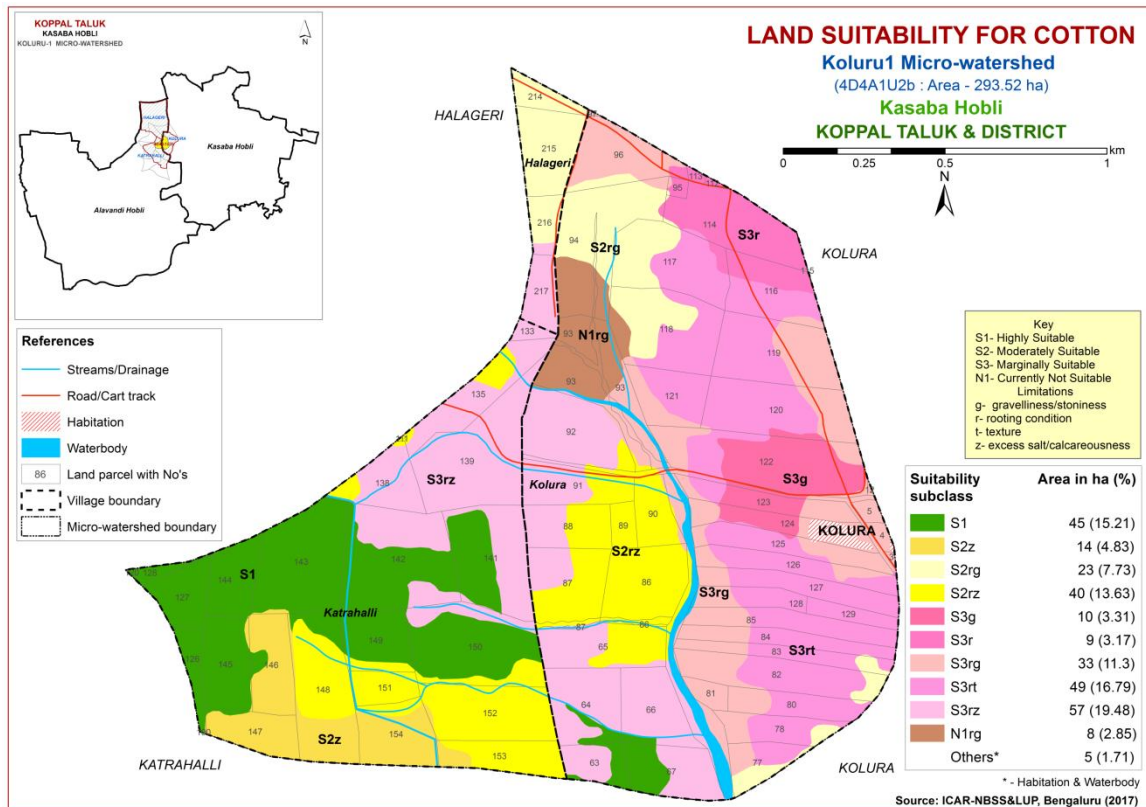 KOPPAL TALUK
KASABA HOBLI
KOLURU-1 MICRO-WATERSHED
N
HALAGERI
KOLURA
KATRAHALLI
Kasaba Hobli
Alavandi Hobli
LAND SUITABILITY FOR COTTON
Koluru1 Micro-watershed
(4D4A1U2b : Area - 293.52 ha)
Kasaba Hobli
KOPPAL TALUK & DISTRICT
km
0 0.25 0.5 1
N
References
Streams/Drainage
Road/Cart track
Habitation
Waterbody
86 Land parcel with No's
Village boundary
Micro-watershed boundary
HALAGERI
214
215
Halageri
96
95
113
114
S3r
KOLURA
216
94
S2rg
117
115
116
217
133
93
N1rg
118
119
93
93
135
121
120
92
139
S3rz
138
122
S3g
Kolura
91
123
88
89
90
124
KOLURA
5
4
S2rz
125
126
143
142
141
144
S1
128
127
87
86
127
128
129
S3rg
Katrahalli
149
150
87
86
85
84
83
S3rt
65
82
126
145
146
148
151
81
80
64
66
152
147
S2z
154
153
78
77
63
67
KATRAHALLI
KOLURA
Key
S1- Highly Suitable
S2- Moderately Suitable
S3- Marginally Suitable
N1- Currently Not Suitable
Limitations
g- gravelliness/stoniness
r- rooting condition
t- texture
z- excess salt/calcareousness
Suitability subclass Area in ha (%)
S1 45 (15.21)
S2z 14 (4.83)
S2rg 23 (7.73)
S2rz 40 (13.63)
S3g 10 (3.31)
S3r 9 (3.17)
S3rg 33 (11.3)
S3rt 49 (16.79)
S3rz 57 (19.48)
N1rg 8 (2.85)
Others* 5 (1.71)
* - Habitation & Waterbody
Source: ICAR-NBSS&LUP, Bengaluru (2017)